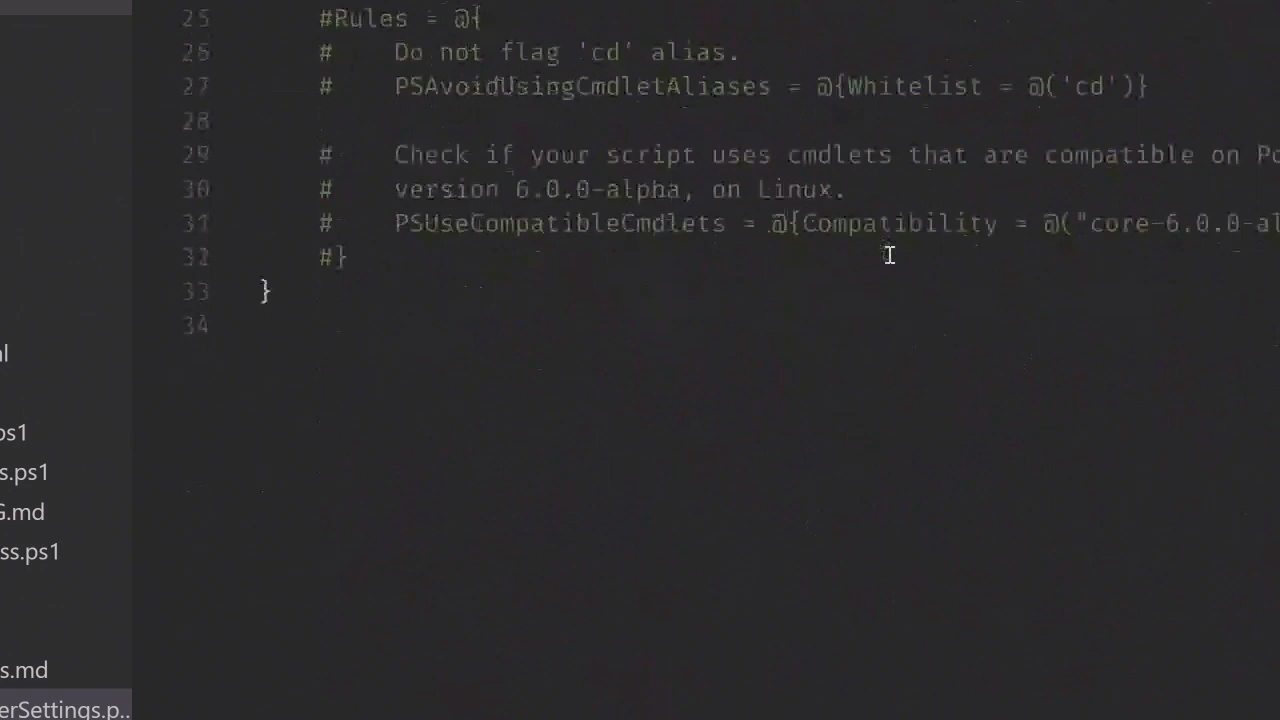 25 #Rules = @{
26 # Do not flag 'cd' alias.
27 # PSAvoidUsingCmdletAliases = @{Whitelist = @('cd')}
28
29 # Check if your script uses cmdlets that are compatible on Po
30 # version 6.0.0-alpha, on Linux.
31 # PSUseCompatibleCmdlets = @{Compatibility = @("core-6.0.0-al
32 #}
33 }
34
al
ps1
s.ps1
G.md
ss.ps1
s.md
erSettings.p..